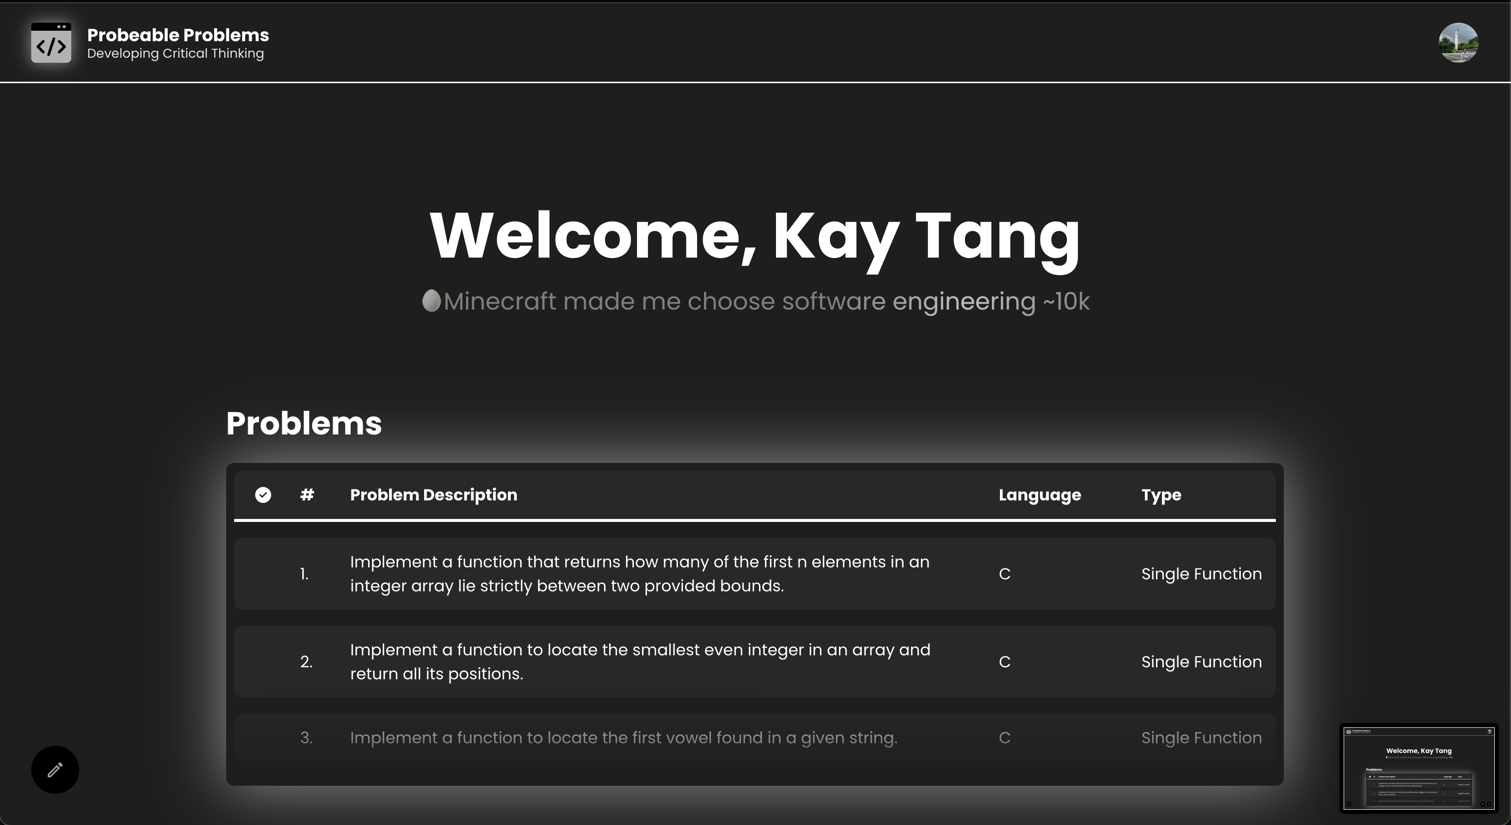 </>
Probeable Problems
Developing Critical Thinking
Welcome, Kay Tang
Minecraft made me choose software engineering ~10k
Problems
# Problem Description Language Type
1. Implement a function that returns how many of the first n elements in an
integer array lie strictly between two provided bounds. C Single Function
2. Implement a function to locate the smallest even integer in an array and
return all its positions. C Single Function
3. Implement a function to locate the first vowel found in a given string. C Single Function
Welcome, Kay Tang
Problems